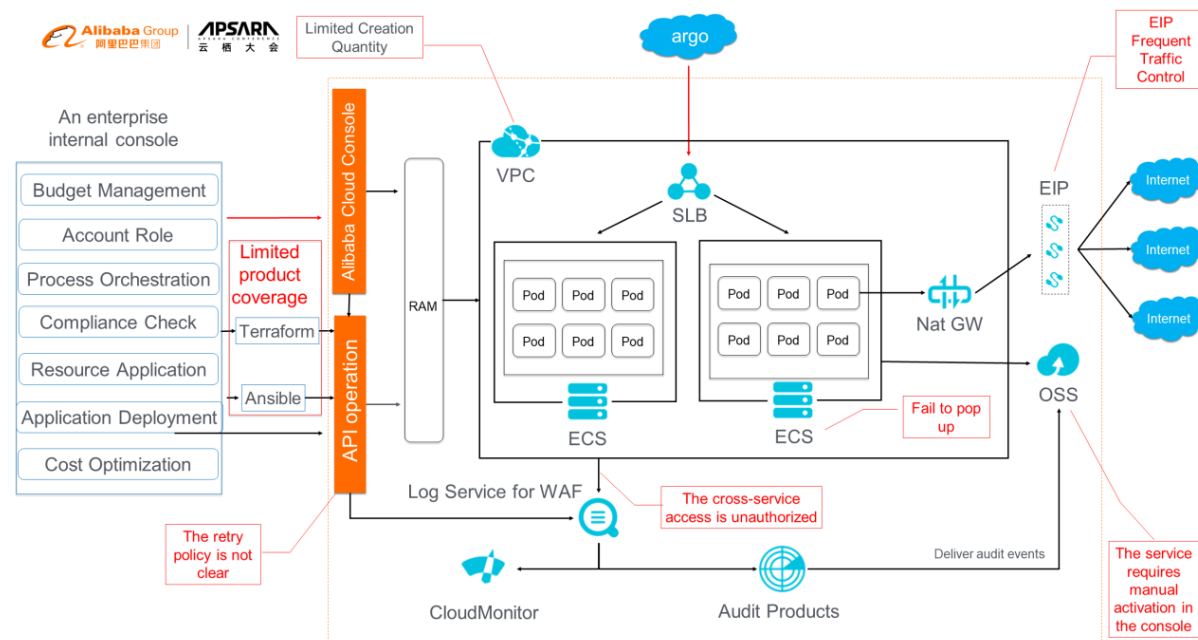 Alibaba Group
阿里巴巴集团
APSARA
APSARA CONFERENCE
云栖大会
Limited Creation
Quantity
argo
EIP
Frequent
Traffic
Control
An enterprise
internal console
Budget Management
Account Role
Process Orchestration
Compliance Check
Resource Application
Application Deployment
Cost Optimization
Limited
product
coverage
Terraform
Ansible
Alibaba Cloud Console
API operation
RAM
VPC
SLB
Pod
Pod
Pod
Pod
Pod
Pod
ECS
Pod
Pod
Pod
Pod
Pod
Pod
ECS
Nat GW
EIP
Internet
Internet
Internet
OSS
Fail to pop
up
Log Service for WAF
The cross-service
access is unauthorized
The retry
policy is not
clear
CloudMonitor
Audit Products
Deliver audit events
The service
requires
manual
activation in
the console